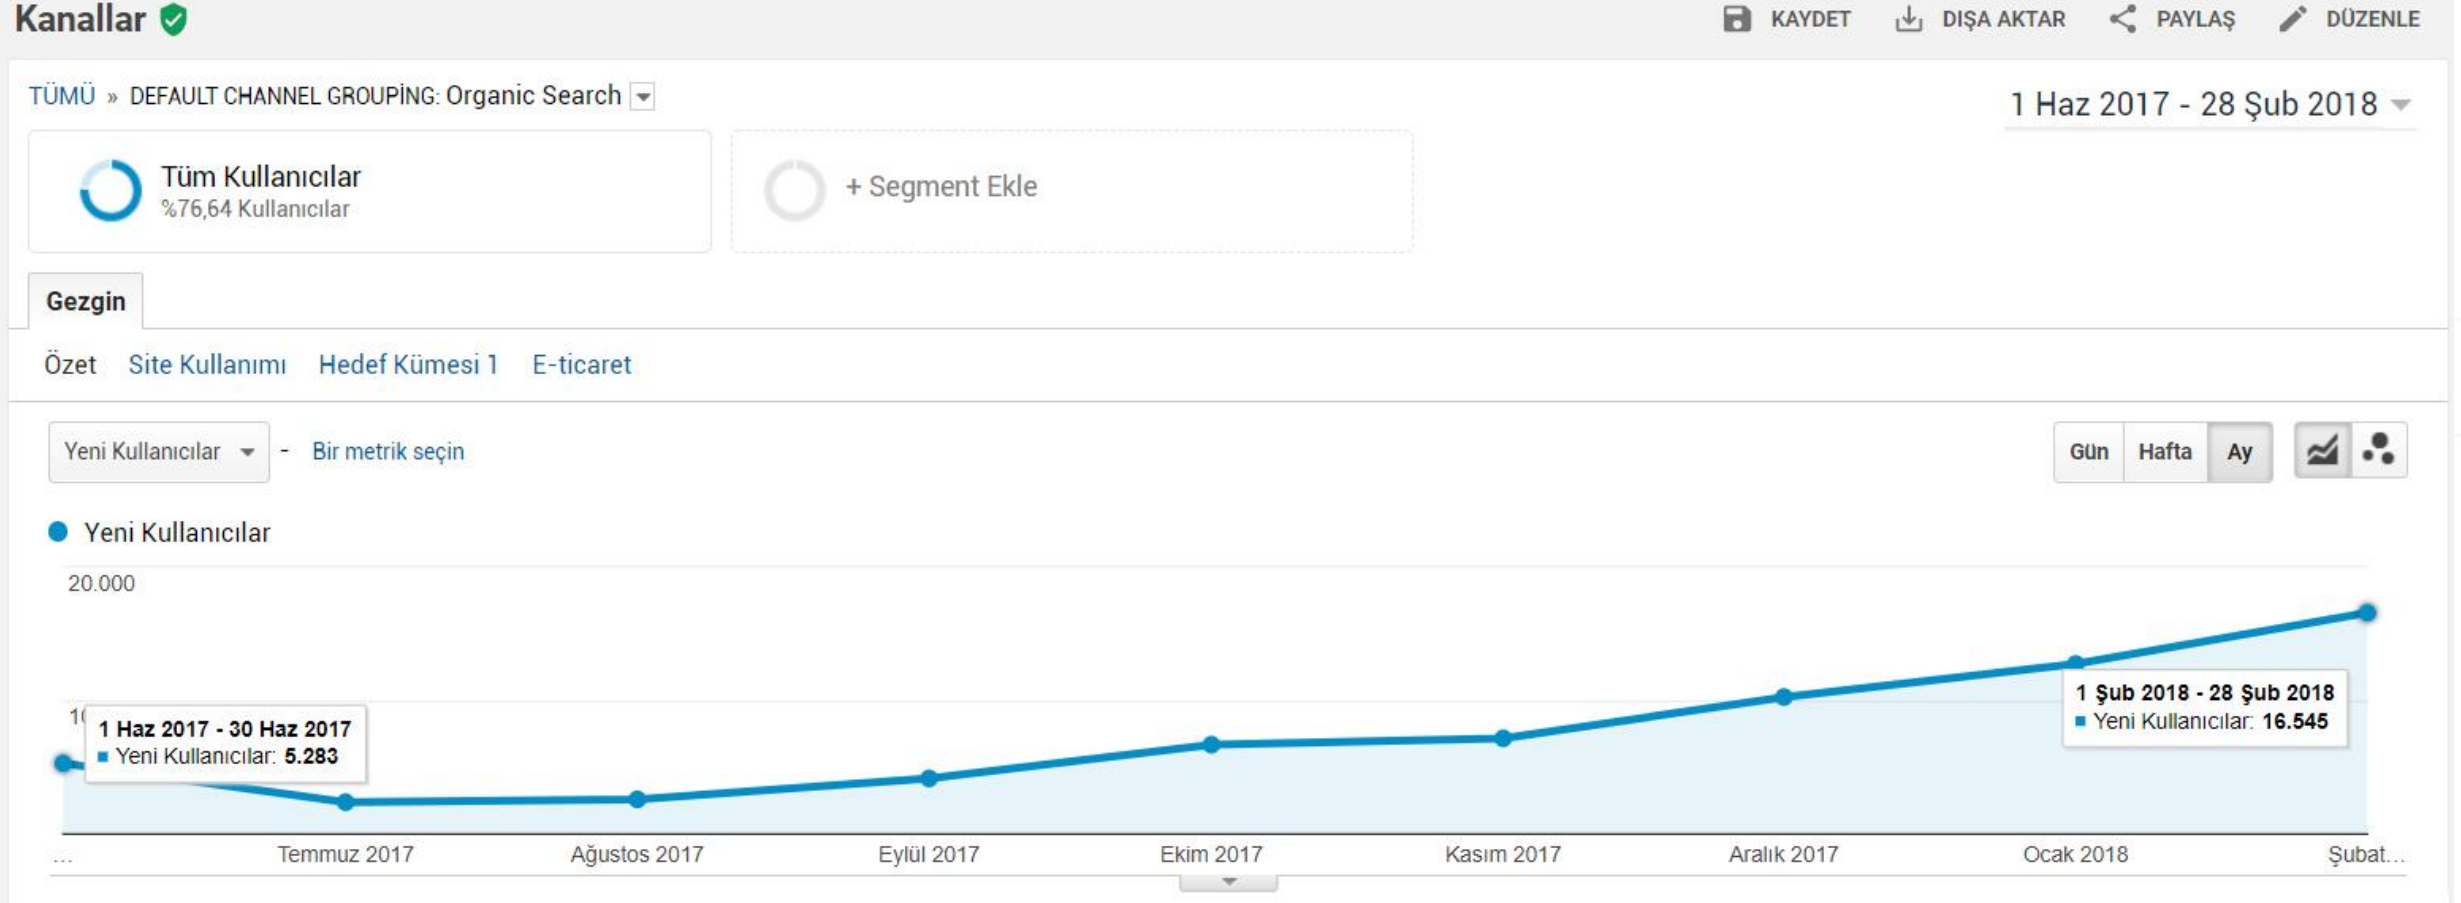 Kanallar
KAYDET DIŞA AKTAR PAYLAŞ DÜZENLE
TÜMÜ » DEFAULT CHANNEL GROUPİNG: Organic Search
1 Haz 2017 - 28 Şub 2018
Tüm Kullanıcılar
%76,64 Kullanıcılar
+ Segment Ekle
Gezgin
Özet Site Kullanımı Hedef Kümesi 1 E-ticaret
Yeni Kullanıcılar - Bir metrik seçin
Gün Hafta Ay
Yeni Kullanıcılar
20.000
1 Haz 2017 - 30 Haz 2017
Yeni Kullanıcılar: 5.283
1 Şub 2018 - 28 Şub 2018
Yeni Kullanıcılar: 16.545
... Temmuz 2017 Ağustos 2017 Eylül 2017 Ekim 2017 Kasım 2017 Aralık 2017 Ocak 2018 Şubat...